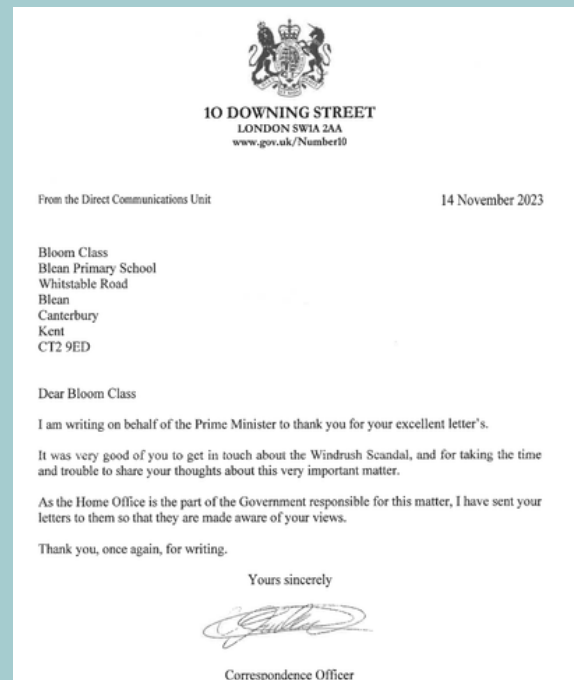 10 DOWNING STREET
LONDON SW1A 2AA
www.gov.uk/Number10
From the Direct Communications Unit
14 November 2023
Bloom Class
Blean Primary School
Whitstable Road
Blean
Canterbury
Kent
CT2 9ED
Dear Bloom Class
I am writing on behalf of the Prime Minister to thank you for your excellent letter's.
It was very good of you to get in touch about the Windrush Scandal, and for taking the time
and trouble to share your thoughts about this very important matter.
As the Home Office is the part of the Government responsible for this matter, I have sent your
letters to them so that they are made aware of your views.
Thank you, once again, for writing.
Yours sincerely
Correspondence Officer